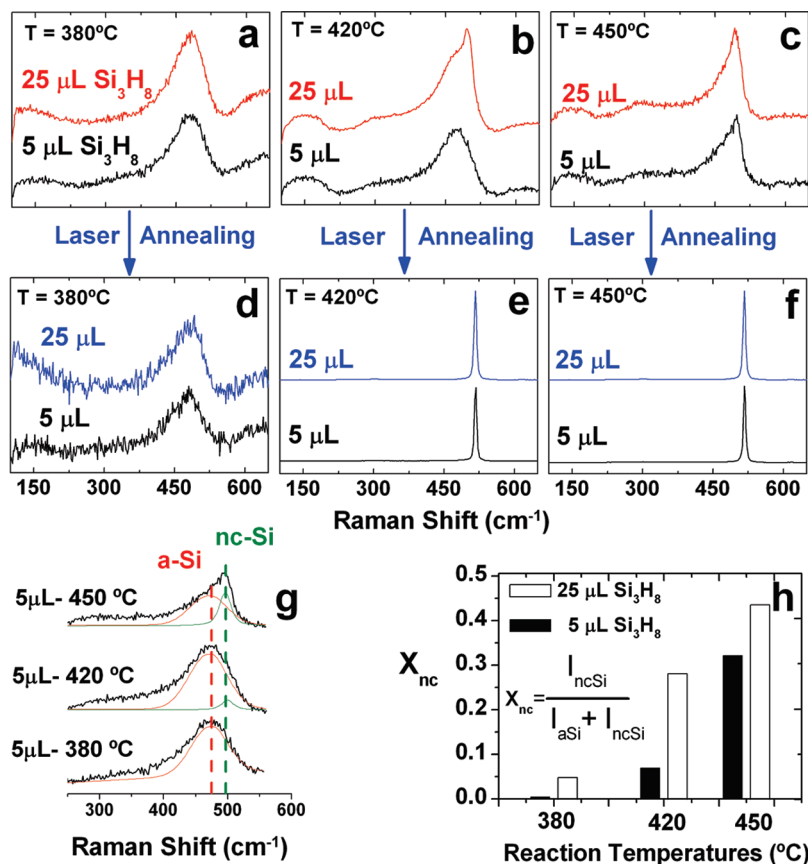 T = 380ºC
a
25 μL Si3H8
5 μL Si3H8
T = 420ºC
b
25 μL
5 μL
T = 450ºC
c
25 μL
5 μL
Laser Annealing
Laser Annealing
Laser Annealing
T = 380ºC
d
25 μL
5 μL
T = 420ºC
e
25 μL
5 μL
T = 450ºC
f
25 μL
5 μL
150 300 450 600
150 300 450 600
150 300 450 600
Raman Shift (cm-1)
nc-Si
a-Si
g
5μL- 450 ºC
5μL- 420 ºC
5μL- 380 ºC
300 400 500 600
Raman Shift (cm-1)
h
0.5
0.4
0.3
0.2
0.1
0.0
Xnc
25 μL Si3H8
5 μL Si3H8
Xnc= IncSi
IaSi+ IncSi
380 420 450
Reaction Temperatures (ºC)